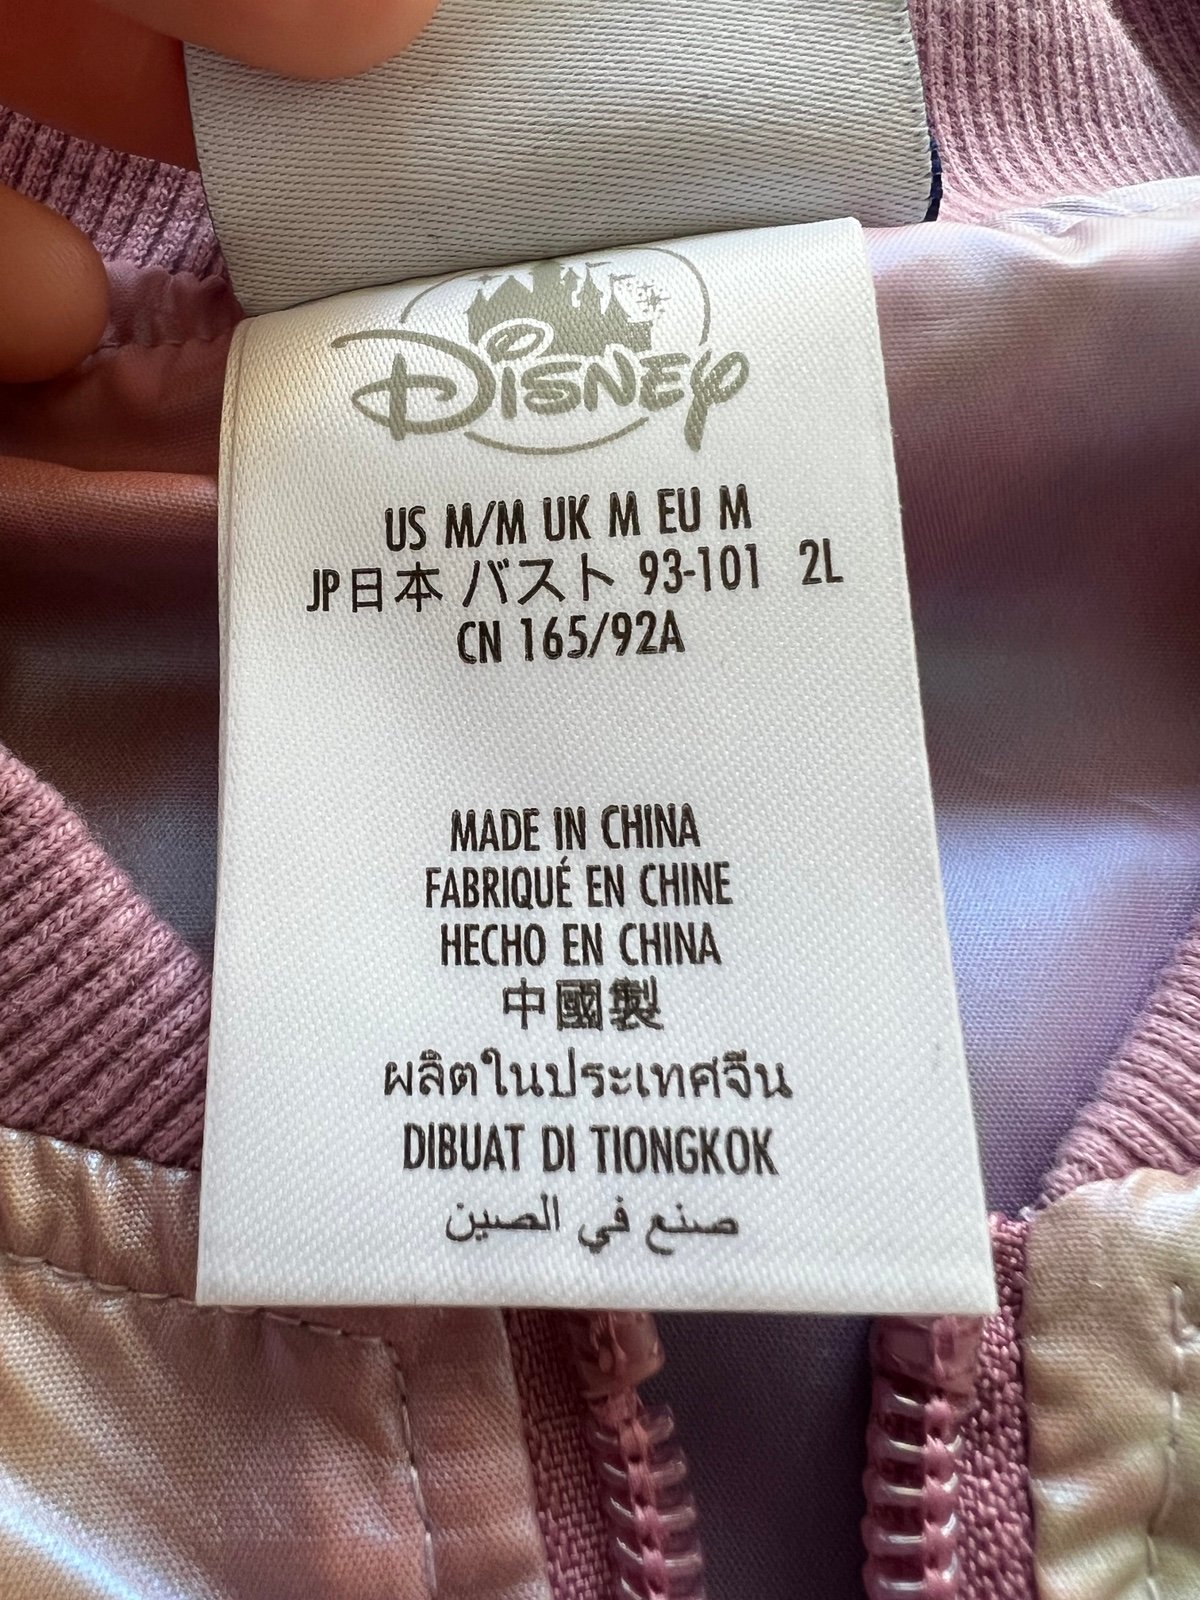 Disney
US M/M UK M EU M
JP日本 バスト 93-101 2L
CN 165/92A
MADE IN CHINA
FABRIQUÉ EN CHINE
HECHO EN CHINA
中國製
ผลิตในประเทศจีน
DIBUAT DI TIONGKOK
صنع في الصين